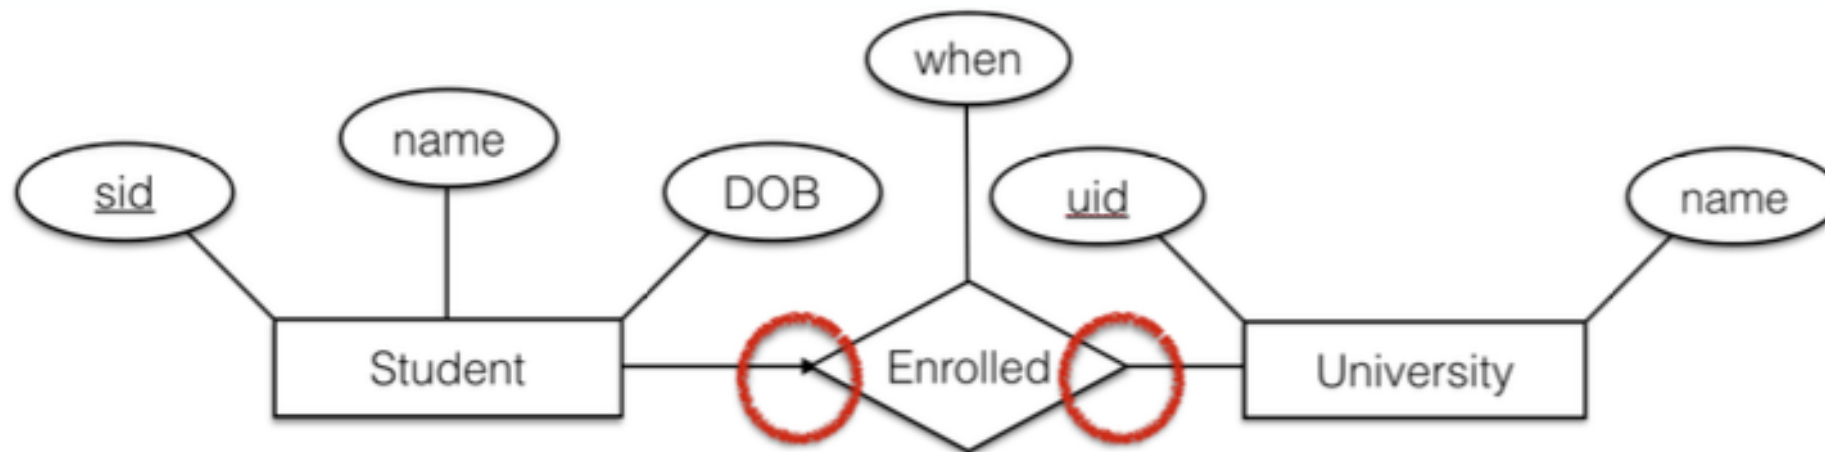 when
name
sid
DOB
uid
name
Student
Enrolled
University